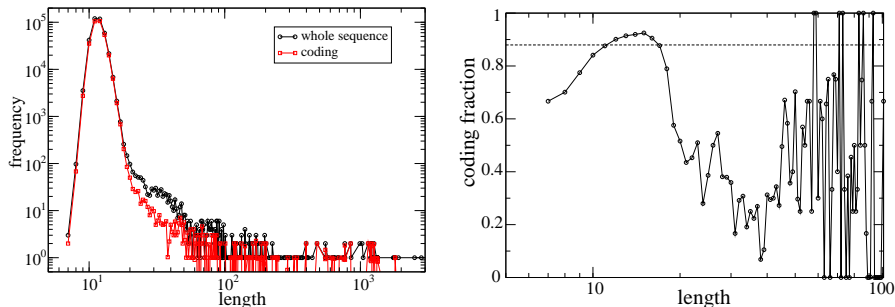 10^5
10^4
10^3
10^2
10^1
10^0
frequency
whole sequence
coding
10^1
10^2
10^3
length
1
0.8
0.6
0.4
0.2
0
coding fraction
10
100
length